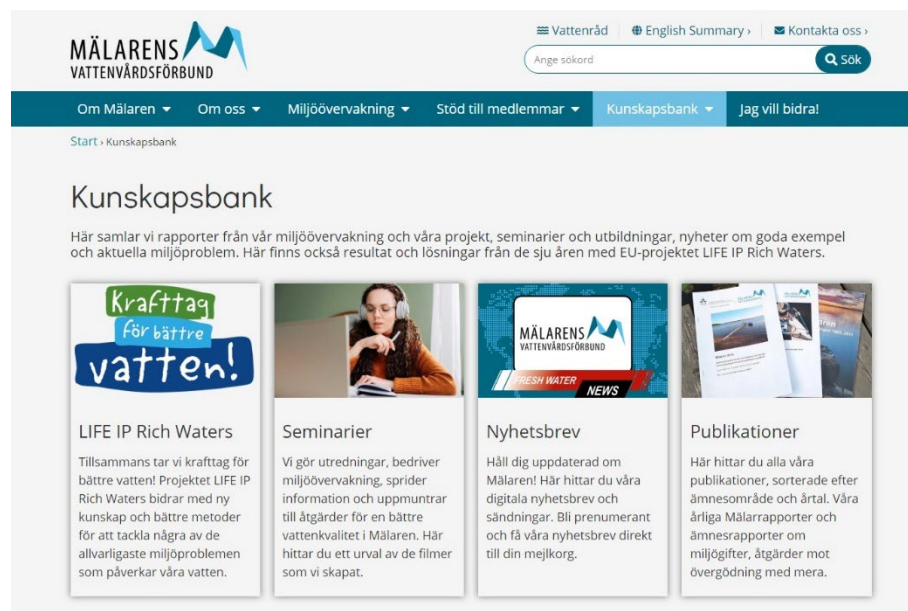 MÄLARENS
VATTENVÅRDSFÖRBUND
Vattenråd
English Summary ›
Kontakta oss ›
Ange sökord
Sök
Om Mälaren
Om oss
Miljöövervakning
Stöd till medlemmar
Kunskapsbank
Jag vill bidra!
Start › Kunskapsbank
Kunskapsbank
Här samlar vi rapporter från vår miljöövervakning och våra projekt, seminarier och utbildningar, nyheter om goda exempel
och aktuella miljöproblem. Här finns också resultat och lösningar från de sju åren med EU-projektet LIFE IP Rich Waters.
Krafttag
för bättre
vatten!
LIFE IP Rich Waters
Tillsammans tar vi krafttag för
bättre vatten! Projektet LIFE IP
Rich Waters bidrar med ny
kunskap och bättre metoder
för att tackla några av de
allvarligaste miljöproblemen
som påverkar våra vatten.
Seminarier
Vi gör utredningar, bedriver
miljöövervakning, sprider
information och uppmuntrar
till åtgärder för en bättre
vattenkvalitet i Mälaren. Här
hittar du ett urval av de filmer
som vi skapat.
MÄLARENS
VATTENVÅRDSFÖRBUND
FRESH WATER
NEWS
Nyhetsbrev
Håll dig uppdaterad om
Mälaren! Här hittar du våra
digitala nyhetsbrev och
sändningar. Bli prenumerant
och få våra nyhetsbrev direkt
till din mejlkorg.
Publikationer
Här hittar du alla våra
publikationer, sorterade efter
ämnesområde och årtal. Våra
årliga Mälarrapporter och
ämnesrapporter om
miljögifter, åtgärder mot
övergödning med mera.